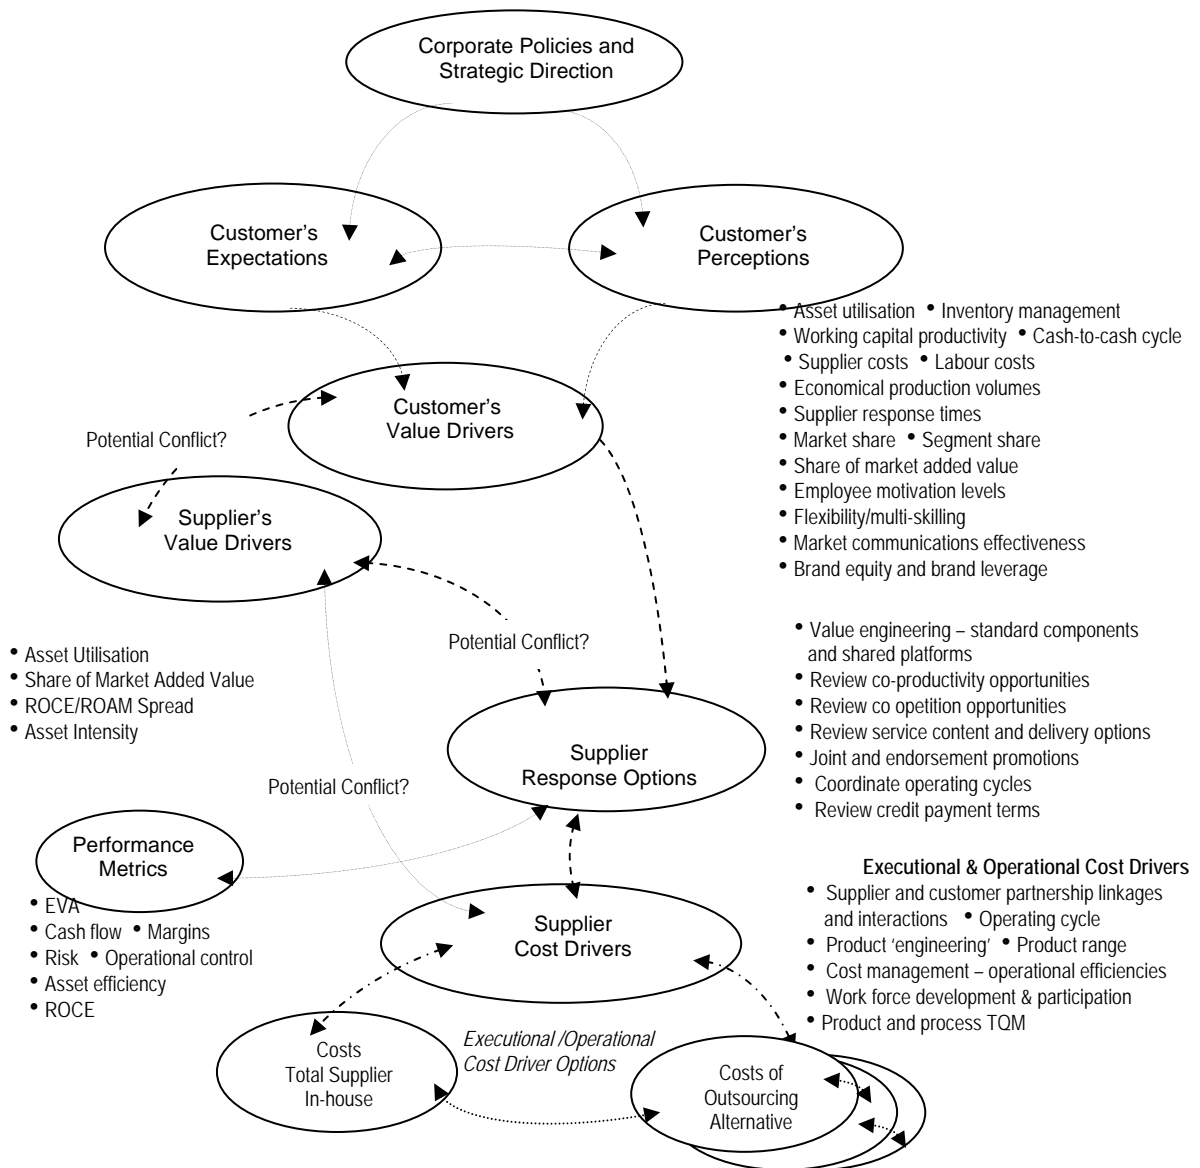 Corporate Policies and
Strategic Direction
Customer's
Expectations
Customer's
Perceptions
• Asset utilisation • Inventory management
• Working capital productivity • Cash-to-cash cycle
• Supplier costs • Labour costs
• Economical production volumes
• Supplier response times
• Market share • Segment share
• Share of market added value
• Employee motivation levels
• Flexibility/multi-skilling
• Market communications effectiveness
• Brand equity and brand leverage
Customer's
Value Drivers
Potential Conflict?
Supplier's
Value Drivers
Potential Conflict?
• Asset Utilisation
• Share of Market Added Value
• ROCE/ROAM Spread
• Asset Intensity
• Value engineering – standard components
and shared platforms
• Review co-productivity opportunities
• Review co opetition opportunities
• Review service content and delivery options
• Joint and endorsement promotions
• Coordinate operating cycles
• Review credit payment terms
Supplier
Response Options
Potential Conflict?
Performance
Metrics
• EVA
• Cash flow • Margins
• Risk • Operational control
• Asset efficiency
• ROCE
Supplier
Cost Drivers
Executional & Operational Cost Drivers
• Supplier and customer partnership linkages
and interactions • Operating cycle
• Product 'engineering' • Product range
• Cost management – operational efficiencies
• Work force development & participation
• Product and process TQM
Costs
Total Supplier
In-house
Executional /Operational
Cost Driver Options
Costs of
Outsourcing
Alternative